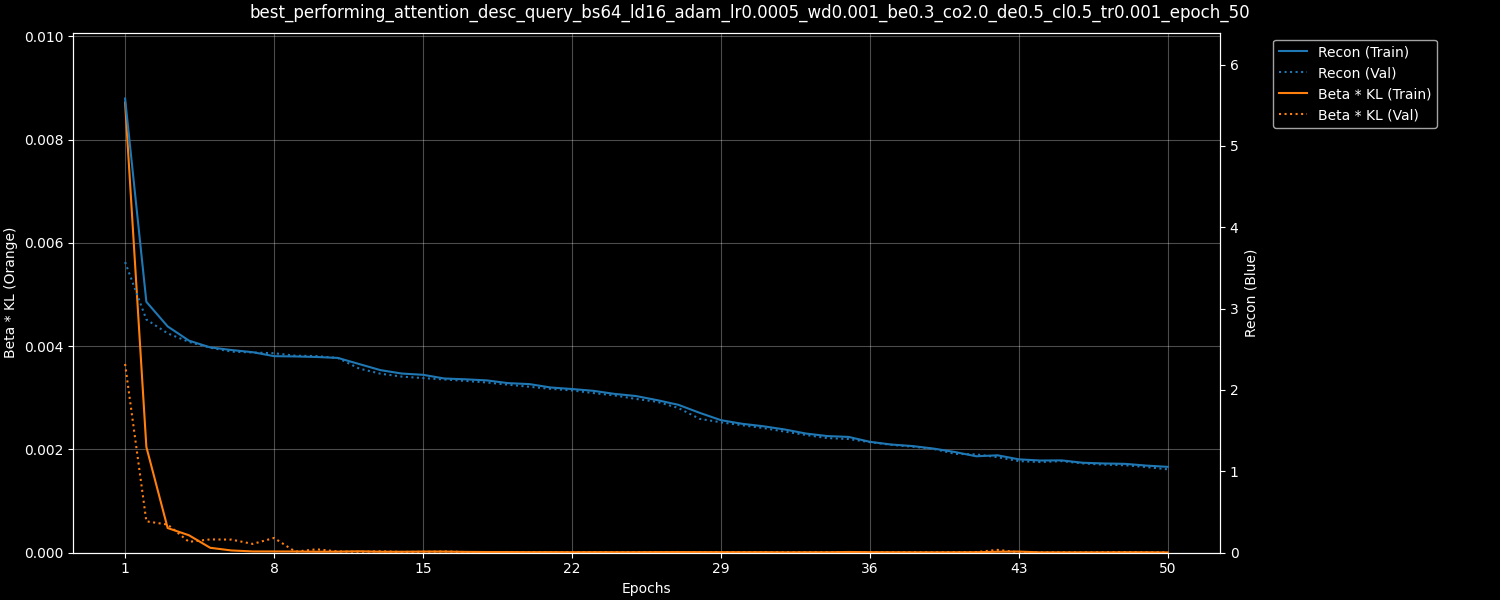 best_performing_attention_desc_query_bs64_ld16_adam_lr0.0005_wd0.001_be0.3_co2.0_de0.5_cl0.5_tr0.001_epoch_50
Beta * KL (Orange)
0.010
0.008
0.006
0.004
0.002
0.000
1
8
15
22
29
36
43
50
Epochs
6
5
4
3
2
1
0
Recon (Blue)
Recon (Train)
Recon (Val)
Beta * KL (Train)
Beta * KL (Val)